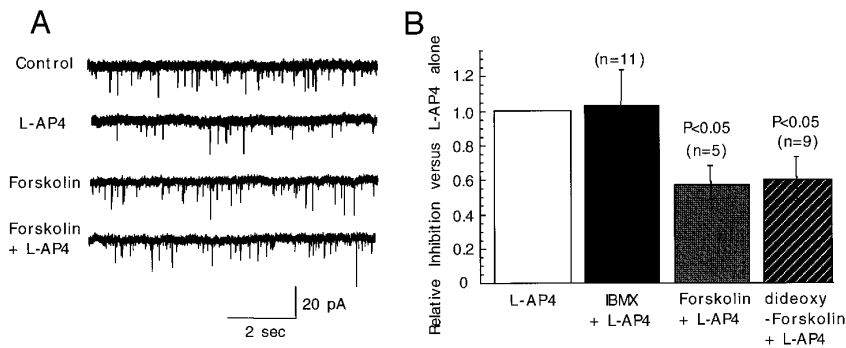 A
Control
L-AP4
Forskolin
Forskolin
+ L-AP4
20 pA
2 sec
B
Relative Inhibition versus L-AP4 alone
1.2
1.0
0.8
0.6
0.4
0.2
0
(n=11)
P<0.05
(n=5)
P<0.05
(n=9)
L-AP4
IBMX
+ L-AP4
Forskolin
+ L-AP4
dideoxy
-Forskolin
+ L-AP4